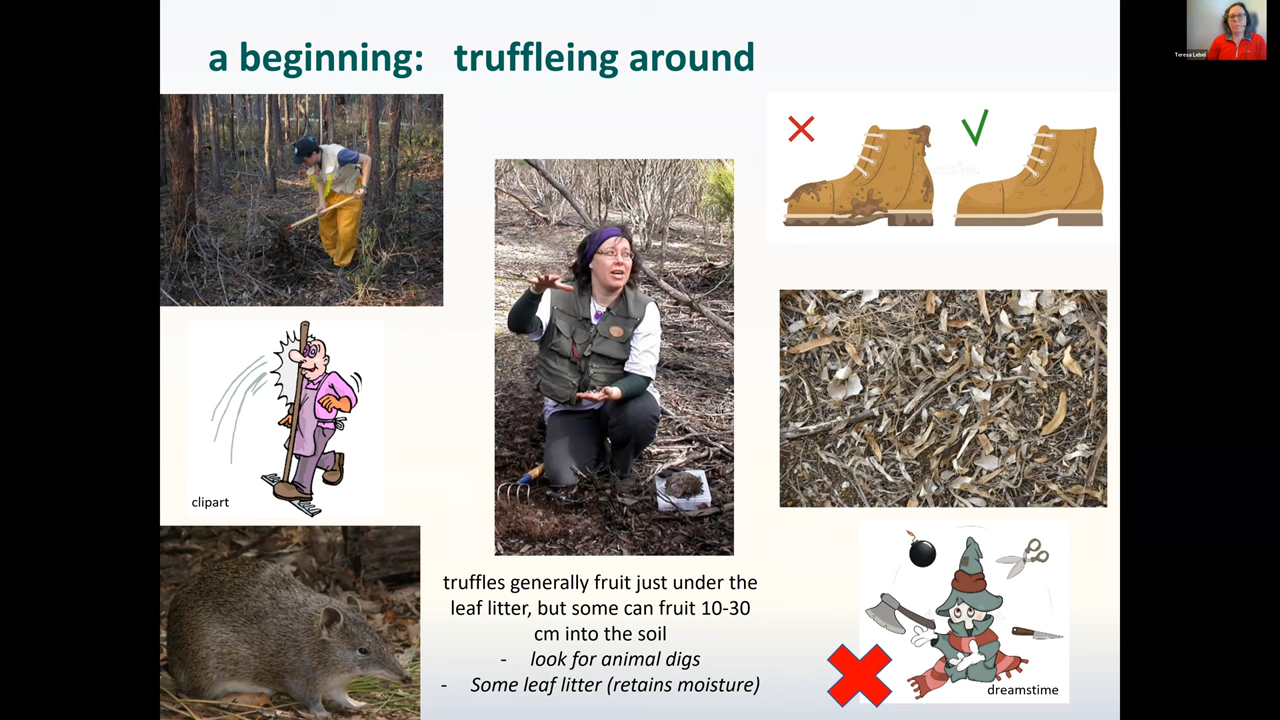 a beginning: truffleing around
Teresa Lebel
clipart
truffles generally fruit just under the
leaf litter, but some can fruit 10-30
cm into the soil
- look for animal digs
- Some leaf litter (retains moisture)
dreamstime